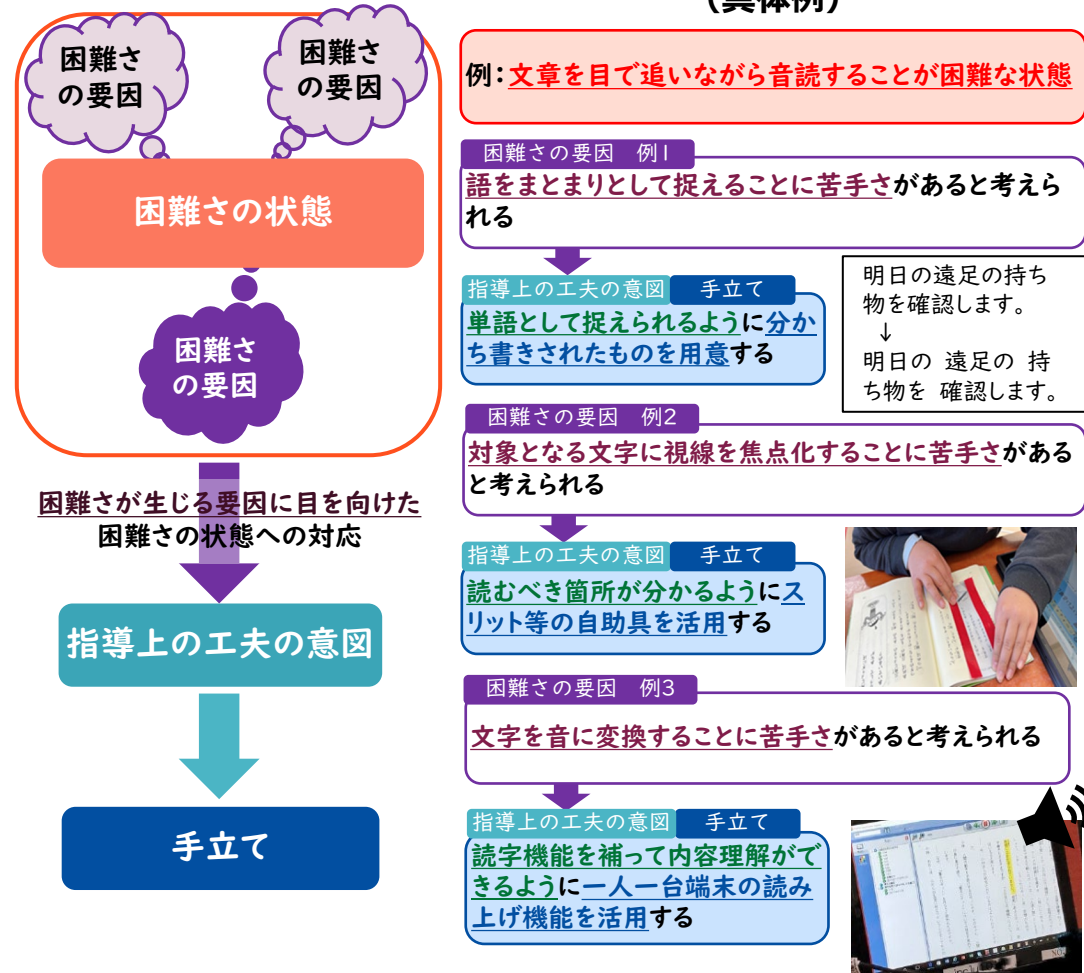 困難さ
の要因
困難さ
の要因
困難さの状態
困難さ
の要因
困難さが生じる要因に目を向けた
困難さの状態への対応
指導上の工夫の意図
手立て
例：文章を目で追いながら音読することが困難な状態
困難さの要因　例1
語をまとまりとして捉えることに苦手さがあると考えら
れる
指導上の工夫の意図
手立て
単語として捉えられるように分か
ち書きされたものを用意する
明日の遠足の持ち
物を確認します。
↓
明日の 遠足の 持
ち物を 確認します。
困難さの要因　例2
対象となる文字に視線を焦点化することに苦手さがある
と考えられる
指導上の工夫の意図
手立て
読むべき箇所が分かるようにス
リット等の自助具を活用する
困難さの要因　例3
文字を音に変換することに苦手さがあると考えられる
指導上の工夫の意図
手立て
読字機能を補って内容理解がで
きるように一人一台端末の読み
上げ機能を活用する